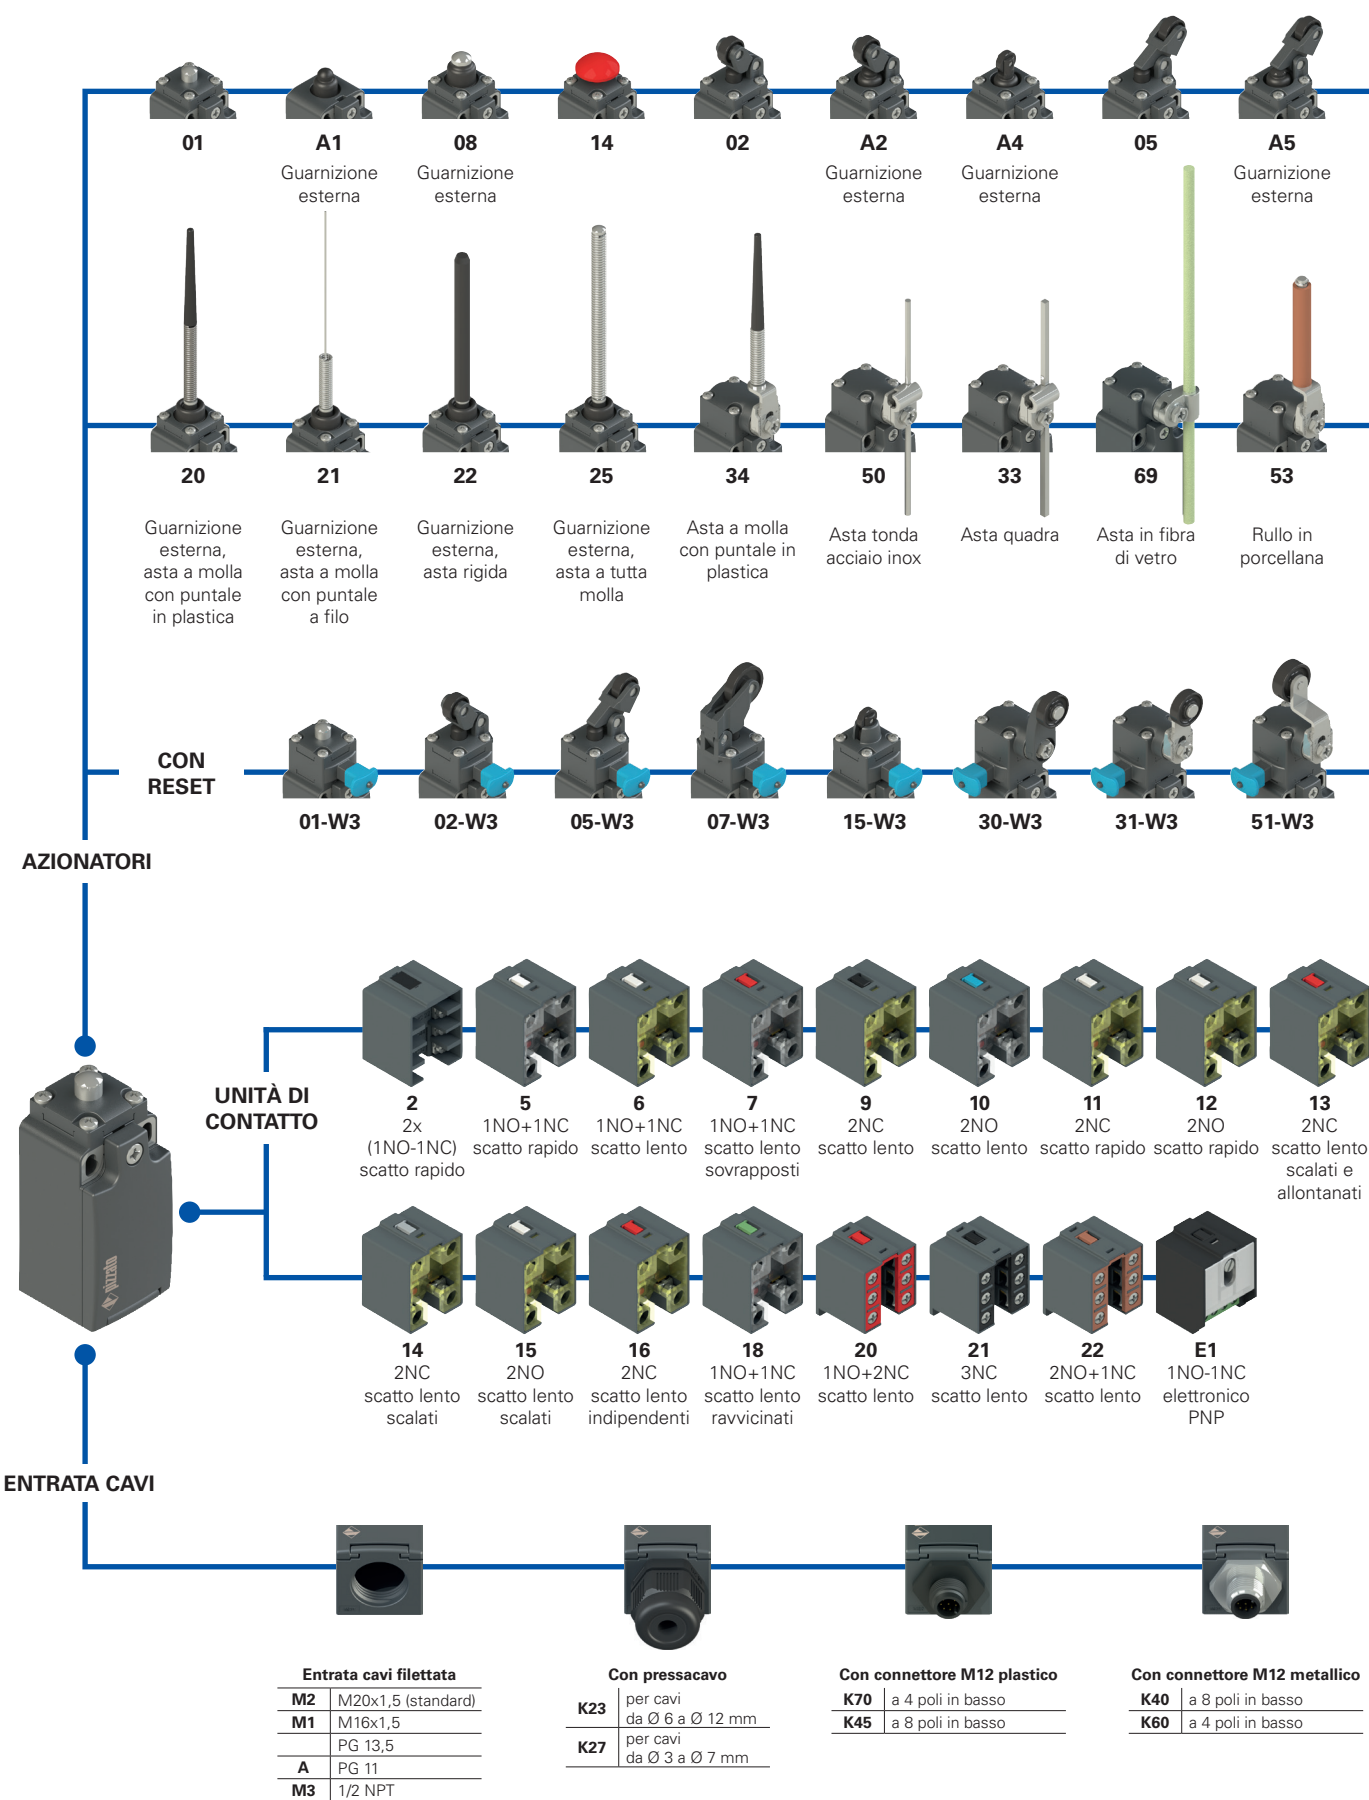 01
A1
Guarnizione
esterna
08
Guarnizione
esterna
14
02
A2
Guarnizione
esterna
A4
Guarnizione
esterna
05
A5
Guarnizione
esterna
20
Guarnizione
esterna,
asta a molla
con puntale
in plastica
21
Guarnizione
esterna,
asta a molla
con puntale
a filo
22
Guarnizione
esterna,
asta rigida
25
Guarnizione
esterna,
asta a tutta
molla
34
Asta a molla
con puntale in
plastica
50
Asta tonda
acciaio inox
33
Asta quadra
69
Asta in fibra
di vetro
53
Rullo in
porcellana
CON
RESET
01-W3
02-W3
05-W3
07-W3
15-W3
30-W3
31-W3
51-W3
AZIONATORI
pizzato
UNITÀ DI
CONTATTO
2
2x
(1NO-1NC)
scatto rapido
5
1NO+1NC
scatto rapido
6
1NO+1NC
scatto lento
7
1NO+1NC
scatto lento
sovrapposti
9
2NC
scatto lento
10
2NO
scatto lento
11
2NC
scatto rapido
12
2NO
scatto rapido
13
2NC
scatto lento
scalati e
allontanati
14
2NC
scatto lento
scalati
15
2NO
scatto lento
scalati
16
2NC
scatto lento
indipendenti
18
1NO+1NC
scatto lento
ravvicinati
20
1NO+2NC
scatto lento
21
3NC
scatto lento
22
2NO+1NC
scatto lento
E1
1NO-1NC
elettronico
PNP
ENTRATA CAVI
Entrata cavi filettata
M2 M20x1,5 (standard)
M1 M16x1,5
PG 13,5
A PG 11
M3 1/2 NPT
Con pressacavo
K23 per cavi
da Ø 6 a Ø 12 mm
K27 per cavi
da Ø 3 a Ø 7 mm
Con connettore M12 plastico
K70 a 4 poli in basso
K45 a 8 poli in basso
Con connettore M12 metallico
K40 a 8 poli in basso
K60 a 4 poli in basso